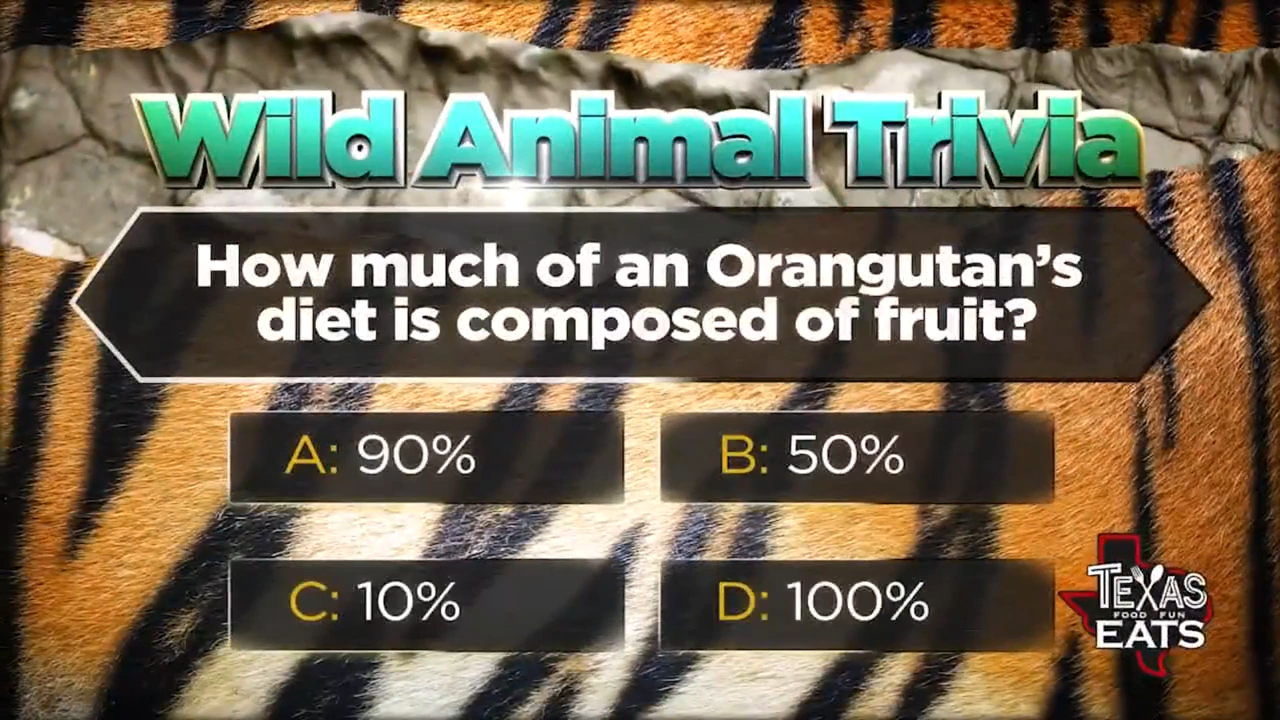 Wild Animal Trivia
How much of an Orangutan's
diet is composed of fruit?
A: 90%
B: 50%
C: 10%
D: 100%
TEXAS
FOOD FUN
EATS